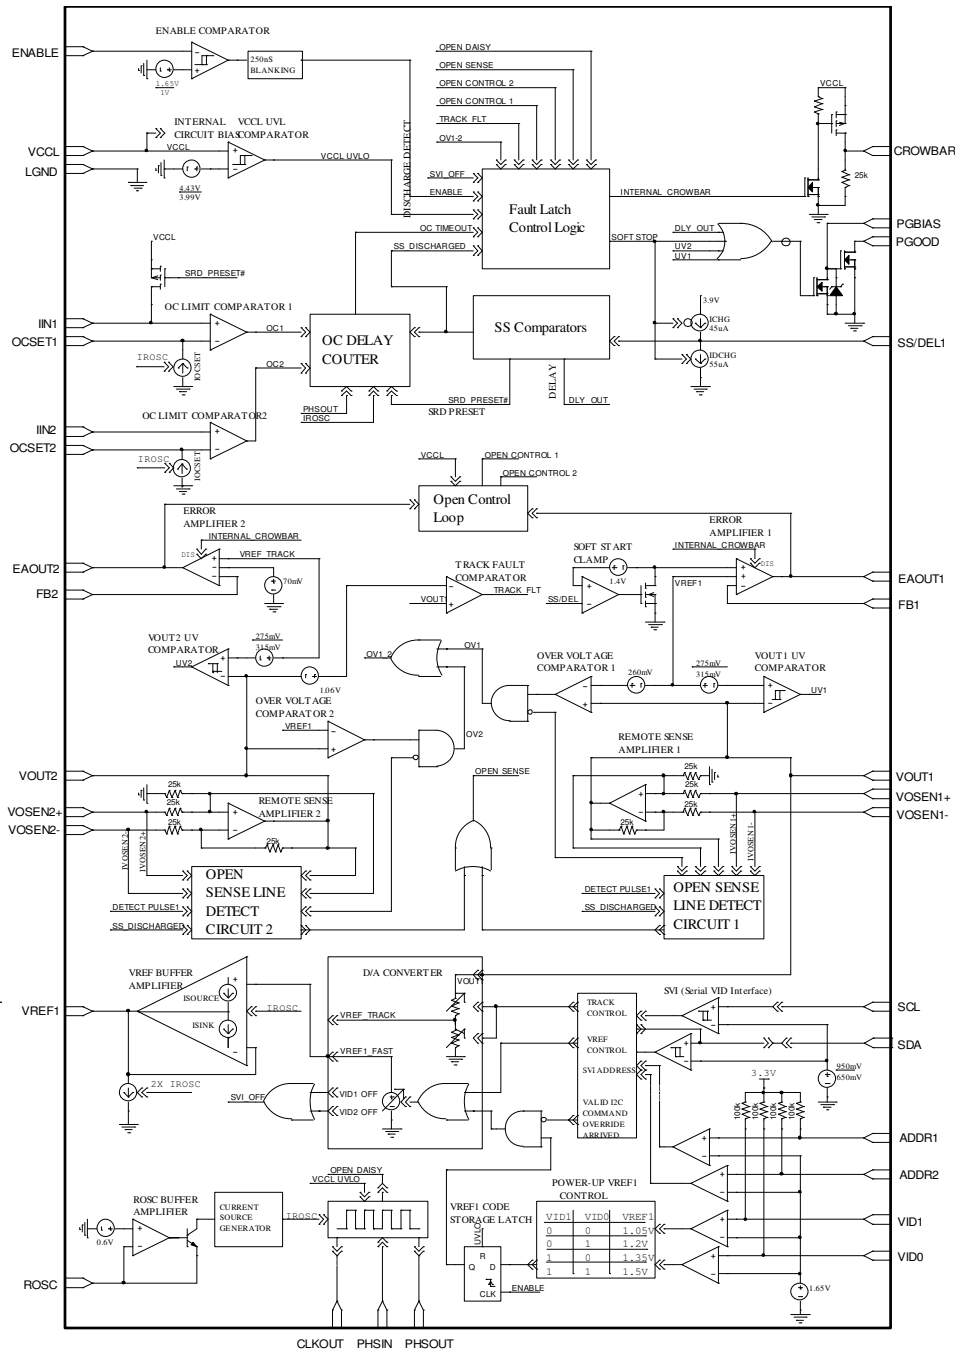 ENABLE COMPARATOR
ENABLE
1.65V
1V
250nS
BLANKING
OPEN DAISY
OPEN SENSE
OPEN CONTROL 2
OPEN CONTROL 1
TRACK_FLT
OV1-2
DISCHARGE DETECT
INTERNAL
CIRCUIT BIAS
VCCL UVL
COMPARATOR
VCCL
VCCL
LGND
4.43V
3.99V
VCCL UVLO
SVI_OFF
ENABLE
OC TIMEOUT
SS_DISCHARGED
Fault Latch
Control Logic
INTERNAL_CROWBAR
SOFT STOP
DLY_OUT
UV2
UV1
VCCL
25k
CROWBAR
PGBIAS
PGOOD
VCCL
SRD_PRESET#
OC LIMIT COMPARATOR 1
IIN1
OCSET1
IROSC
IOCSET
OC1
OC2
OC DELAY
COUTER
PHSOUT
IROSC
SS Comparators
SRD_PRESET#
SRD PRESET
DELAY
DLY_OUT
3.9V
ICHG
45uA
IDCHG
55uA
SS/DEL1
OC LIMIT COMPARATOR2
IIN2
OCSET2
IROSC
IOCSET
VCCL
OPEN CONTROL 1
OPEN CONTROL 2
Open Control
Loop
ERROR
AMPLIFIER 2
INTERNAL_CROWBAR
DIS
VREF_TRACK
EAOUT2
FB2
70mV
TRACK FAULT
COMPARATOR
VOUT1
TRACK_FLT
SOFT START
CLAMP
1.4V
SS/DEL
ERROR
AMPLIFIER 1
INTERNAL_CROWBAR
DIS
VREF1
EAOUT1
FB1
VOUT2 UV
COMPARATOR
UV2
275mV
315mV
1.06V
OV1_2
OV1
OVER VOLTAGE
COMPARATOR 1
260mV
275mV
315mV
VOUT1 UV
COMPARATOR
UV1
OVER VOLTAGE
COMPARATOR 2
VREF1
OV2
VOUT2
VOSEN2+
VOSEN2-
25k
25k
25k
25k
REMOTE SENSE
AMPLIFIER 2
IVOSEN2-
IVOSEN2+
OPEN SENSE
REMOTE SENSE
AMPLIFIER 1
25k
25k
25k
25k
IVOSEN1+
IVOSEN1-
VOUT1
VOSEN1+
VOSEN1-
OPEN
SENSE LINE
DETECT
CIRCUIT 2
DETECT PULSE1
SS_DISCHARGED
DETECT PULSE1
SS_DISCHARGED
OPEN SENSE
LINE DETECT
CIRCUIT 1
VREF BUFFER
AMPLIFIER
ISOURCE
ISINK
IROSC
VREF1
2X IROSC
D/A CONVERTER
VOUT1
VREF_TRACK
VREF1_FAST
VID1 OFF
VID2 OFF
SVI_OFF
TRACK
CONTROL
VREF
CONTROL
SVI ADDRESS
VALID I2C
COMMAND
OVERRIDE
ARRIVED
SVI (Serial VID Interface)
SCL
SDA
950mV
650mV
3.3V
100k
100k
100k
100k
ADDR1
ADDR2
VID1
VID0
1.65V
OPEN DAISY
VCCL UVLO
ROSC BUFFER
AMPLIFIER
0.6V
ROSC
CURRENT
SOURCE
GENERATOR
IROSC
VREF1 CODE
STORAGE LATCH
UVLO
R
Q
D
CLK
ENABLE
POWER-UP VREF1
CONTROL
VID1 VID0 VREF1
0 0 1.05V
0 1 1.2V
1 0 1.35V
1 1 1.5V
CLKOUT PHSIN PHSOUT